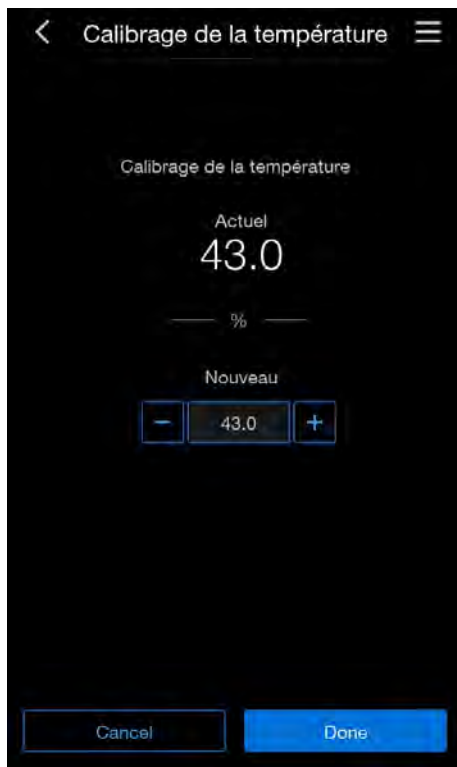 Calibrage de la température
Calibrage de la température
Actuel
43.0
%
Nouveau
− 43.0 +
Cancel Done